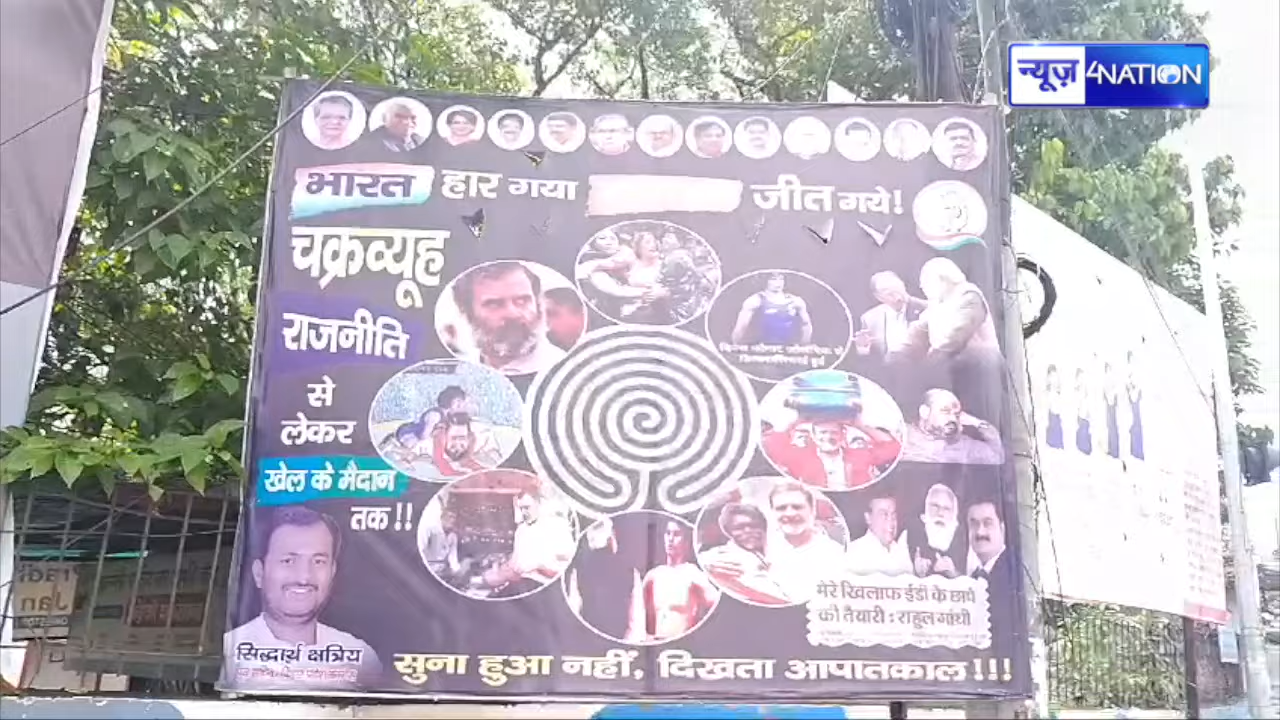 न्यूज़ 4NATION
भारत हार गया जीत गये!
चक्रव्यूह
राजनीति
से
लेकर
खेल के मैदान
तक !!
मेरे खिलाफ ईडी के छापे
की तैयारी : राहुल गांधी
सिद्धार्थ क्षत्रिय
सुना हुआ नहीं, दिखता आपातकाल!!!